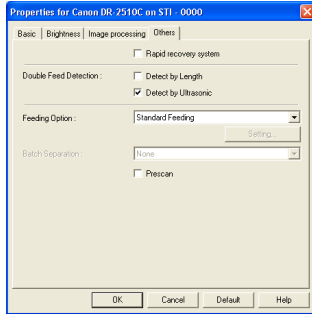 Properties for Canon DR-2510C on STI - 0000
Basic Brightness Image processing Others
Rapid recovery system
Double Feed Detection : Detect by Length
Detect by Ultrasonic
Feeding Option : Standard Feeding
Setting...
Batch Separation : None
Prescan
OK Cancel Default Help